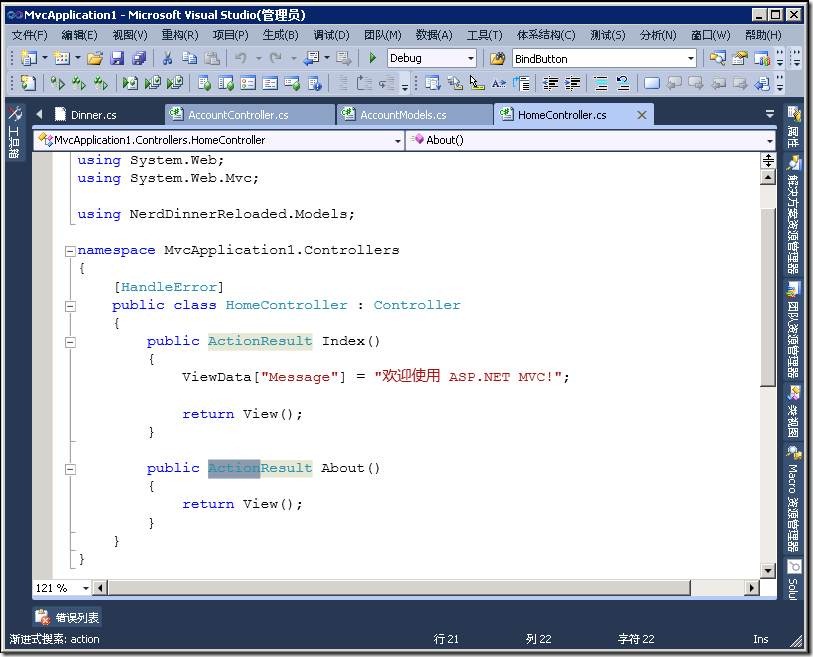 MvcApplication1 - Microsoft Visual Studio(管理员)
文件(F) 编辑(E) 视图(V) 重构(R) 项目(P) 生成(B) 调试(D) 团队(M) 数据(A) 工具(T) 体系结构(C) 测试(S) 分析(N) 窗口(W) 帮助(H)
Debug BindButton
Dinner.cs AccountController.cs AccountModels.cs HomeController.cs
MvcApplication1.Controllers.HomeController About()
using System.Web;
using System.Web.Mvc;
using NerdDinnerReloaded.Models;
namespace MvcApplication1.Controllers
{
[HandleError]
public class HomeController : Controller
{
public ActionResult Index()
{
ViewData["Message"] = "欢迎使用 ASP.NET MVC!";
return View();
}
public ActionResult About()
{
return View();
}
}
}
121 %
工具箱
属性
解决方案资源管理器
团队资源管理器
类视图
Macro 资源管理器
Solu
错误列表
渐进式搜索: action 行 21 列 22 字符 22 Ins